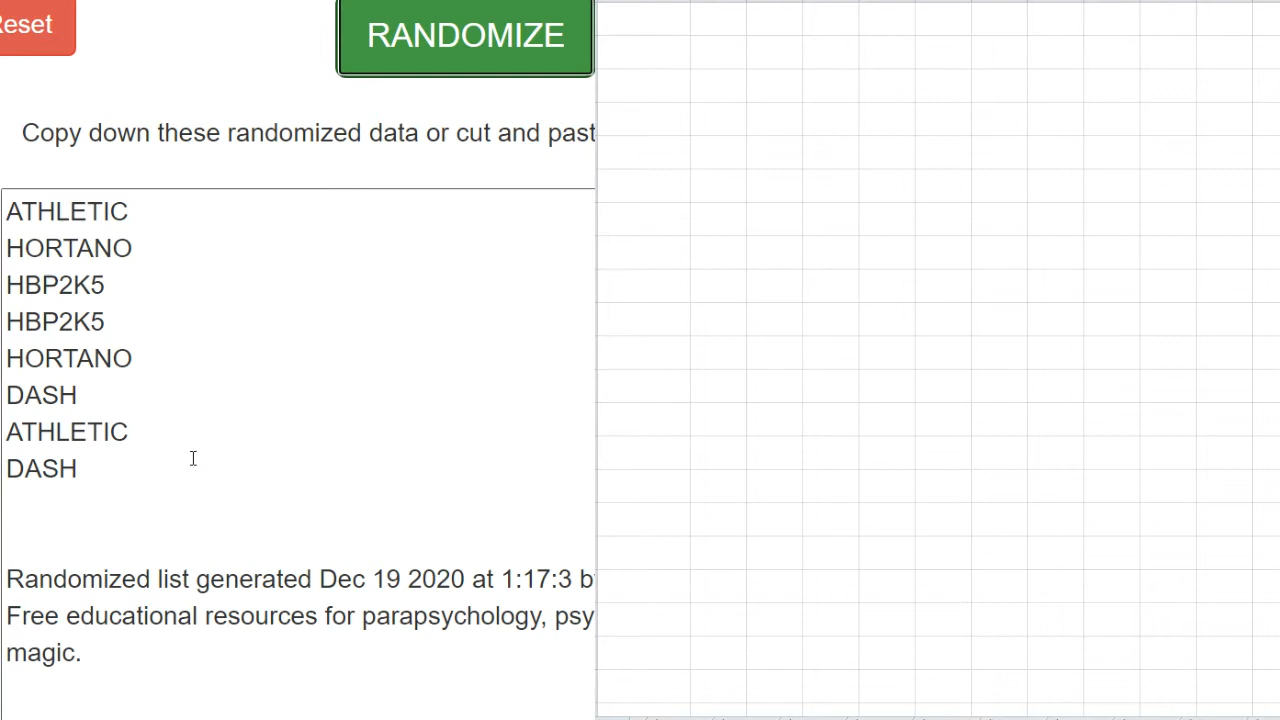 Reset
RANDOMIZE
Copy down these randomized data or cut and past
ATHLETIC
HORTANO
HBP2K5
HBP2K5
HORTANO
DASH
ATHLETIC
DASH
Randomized list generated Dec 19 2020 at 1:17:3 b
Free educational resources for parapsychology, psy
magic.